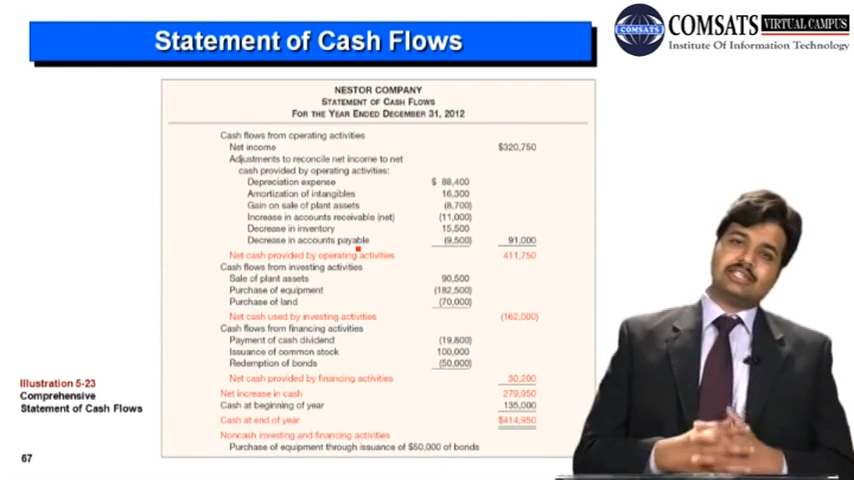 Statement of Cash Flows
COMSATS
COMSATS VIRTUAL CAMPUS
Institute Of Information Technology
NESTOR COMPANY
STATEMENT OF CASH FLOWS
FOR THE YEAR ENDED DECEMBER 31, 2012
Cash flows from operating activities
Net income $320,750
Adjustments to reconcile net income to net
cash provided by operating activities:
Depreciation expense $ 88,400
Amortization of intangibles 16,300
Gain on sale of plant assets (8,700)
Increase in accounts receivable (net) (11,000)
Decrease in inventory 15,500
Decrease in accounts payable (9,500) 91,000
Net cash provided by operating activities 411,750
Cash flows from investing activities
Sale of plant assets 90,500
Purchase of equipment (182,500)
Purchase of land (70,000)
Net cash used by investing activities (162,000)
Cash flows from financing activities
Payment of cash dividend (19,800)
Issuance of common stock 100,000
Redemption of bonds (50,000)
Net cash provided by financing activities 30,200
Net increase in cash 279,950
Cash at beginning of year 135,000
Cash at end of year $414,950
Noncash investing and financing activities
Purchase of equipment through issuance of $50,000 of bonds
Illustration 5-23
Comprehensive
Statement of Cash Flows
67